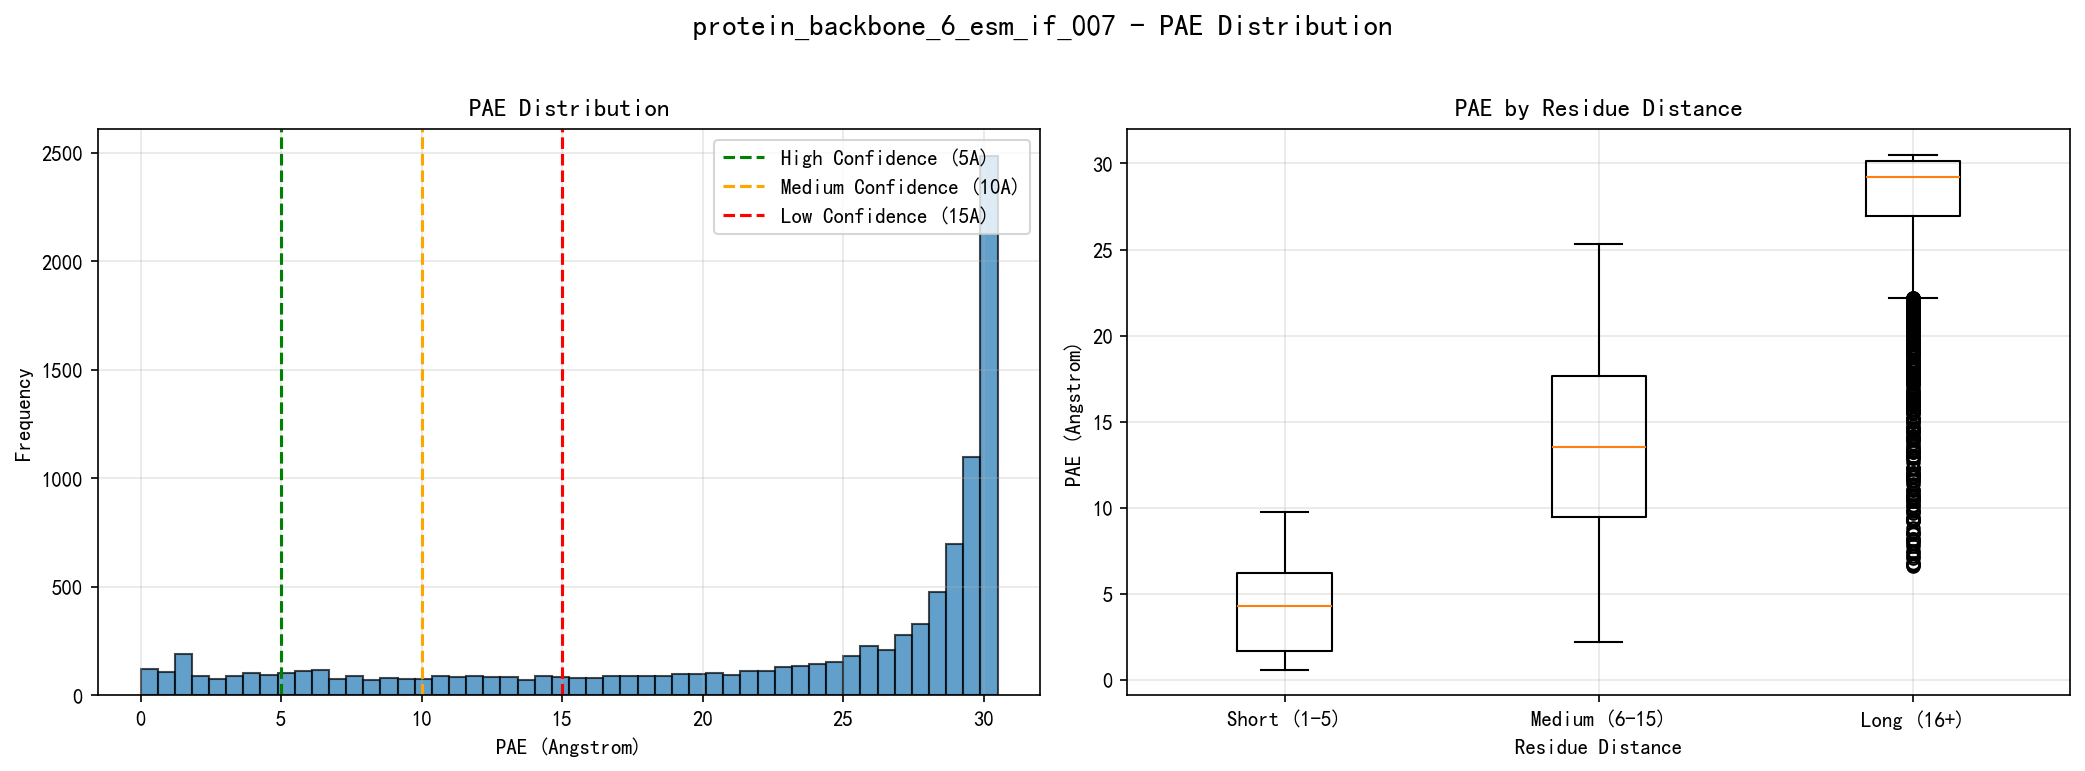 protein_backbone_6_esm_if_007 - PAE Distribution
PAE Distribution
High Confidence (5A)
Medium Confidence (10A)
Low Confidence (15A)
Frequency
2500
2000
1500
1000
500
0
0 5 10 15 20 25 30
PAE (Angstrom)
PAE by Residue Distance
PAE (Angstrom)
30
25
20
15
10
5
0
Short (1-5) Medium (6-15) Long (16+)
Residue Distance